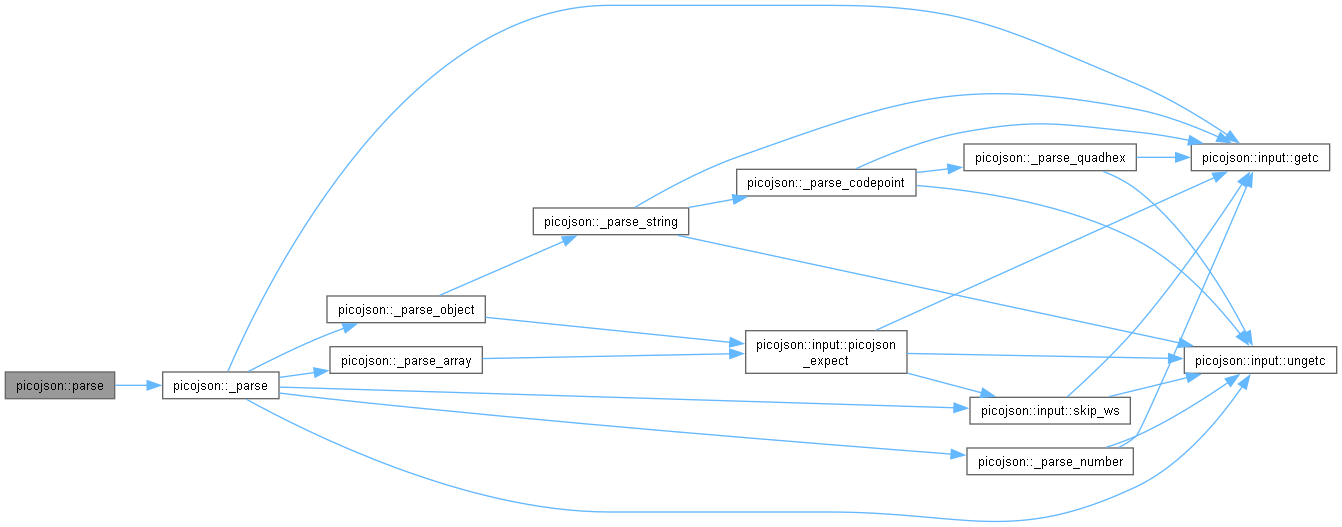 picojson::parse
picojson::_parse
picojson::_parse_object
picojson::_parse_array
picojson::_parse_string
picojson::input::picojson
_expect
picojson::_parse_codepoint
picojson::_parse_quadhex
picojson::input::skip_ws
picojson::_parse_number
picojson::input::getc
picojson::input::ungetc